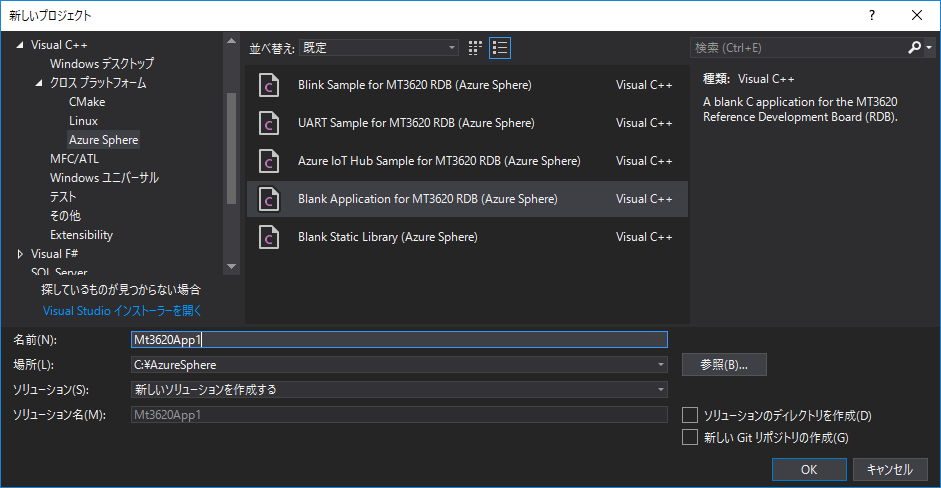 新しいプロジェクト
?
Visual C++
Windows デスクトップ
クロス プラットフォーム
CMake
Linux
Azure Sphere
MFC/ATL
Windows ユニバーサル
テスト
その他
Extensibility
Visual F#
SQL Server
探しているものが見つからない場合
Visual Studio インストーラーを開く
並べ替え: 既定
Blink Sample for MT3620 RDB (Azure Sphere) Visual C++
UART Sample for MT3620 RDB (Azure Sphere) Visual C++
Azure IoT Hub Sample for MT3620 RDB (Azure Sphere) Visual C++
Blank Application for MT3620 RDB (Azure Sphere) Visual C++
Blank Static Library (Azure Sphere) Visual C++
検索 (Ctrl+E)
種類: Visual C++
A blank C application for the MT3620
Reference Development Board (RDB).
名前(N): Mt3620App1
場所(L): C:¥AzureSphere 参照(B)...
ソリューション(S): 新しいソリューションを作成する
ソリューション名(M): Mt3620App1 ソリューションのディレクトリを作成(D)
新しい Git リポジトリの作成(G)
OK キャンセル